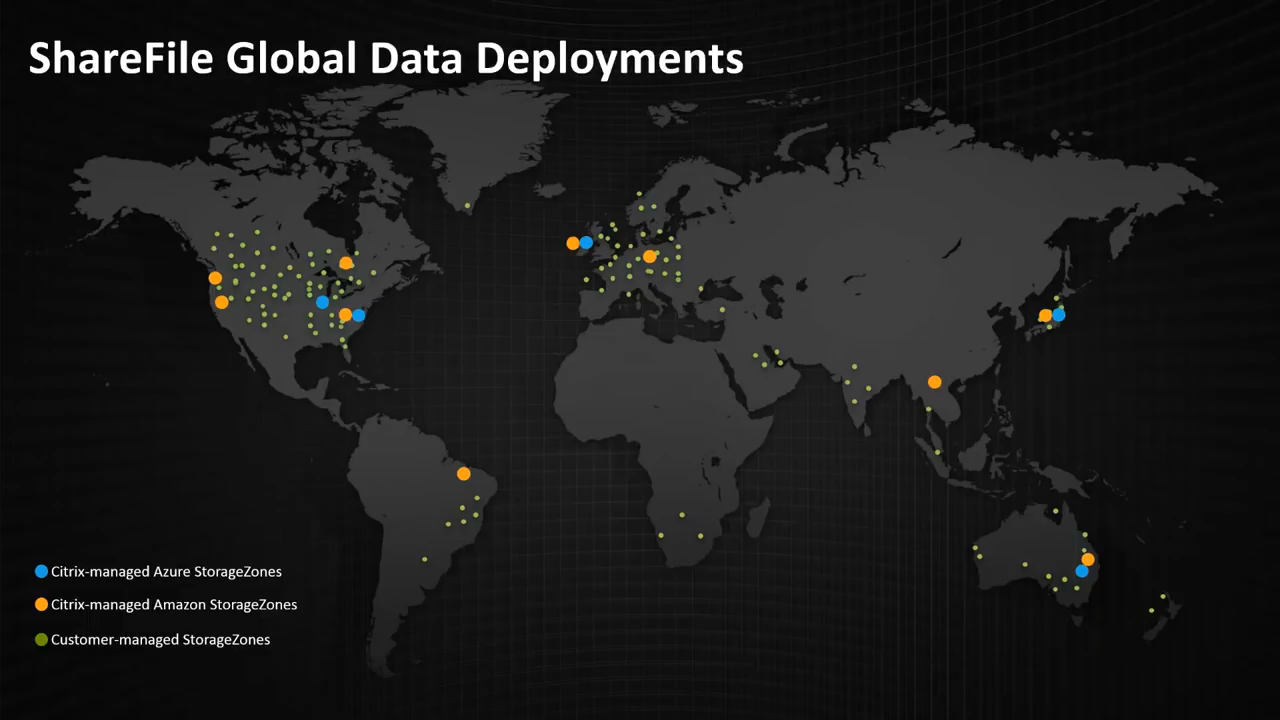 ShareFile Global Data Deployments
Citrix-managed Azure StorageZones
Citrix-managed Amazon StorageZones
Customer-managed StorageZones